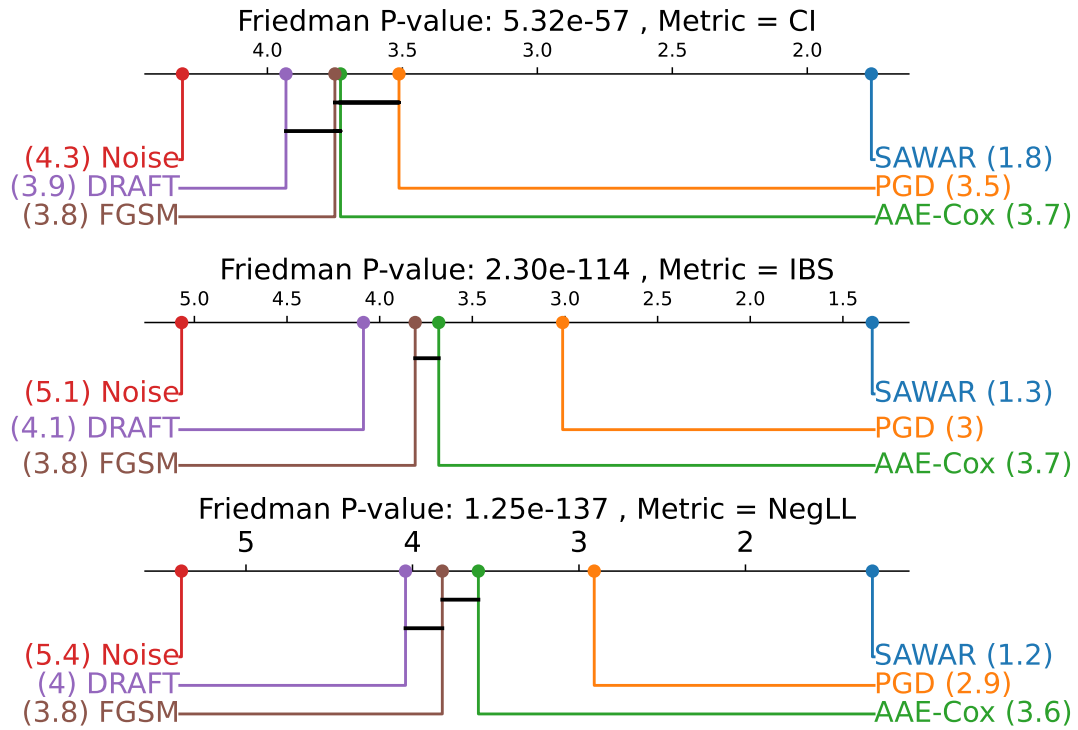 Friedman P-value: 5.32e-57 , Metric = CI
4.0 3.5 3.0 2.5 2.0
(4.3) Noise SAWAR (1.8)
(3.9) DRAFT PGD (3.5)
(3.8) FGSM AAE-Cox (3.7)
Friedman P-value: 2.30e-114 , Metric = IBS
5.0 4.5 4.0 3.5 3.0 2.5 2.0 1.5
(5.1) Noise SAWAR (1.3)
(4.1) DRAFT PGD (3)
(3.8) FGSM AAE-Cox (3.7)
Friedman P-value: 1.25e-137 , Metric = NegLL
5 4 3 2
(5.4) Noise SAWAR (1.2)
(4) DRAFT PGD (2.9)
(3.8) FGSM AAE-Cox (3.6)